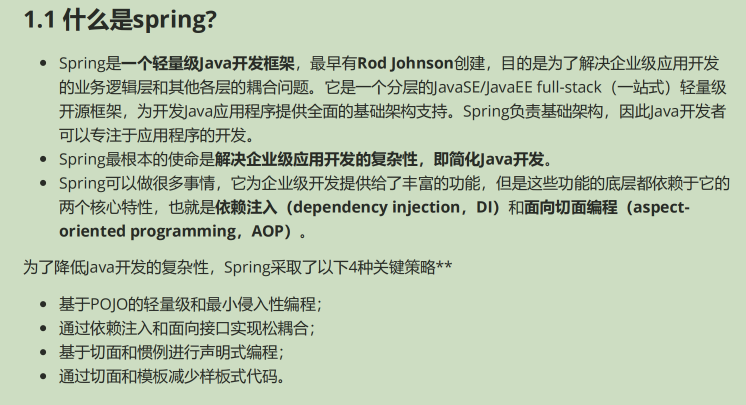 1.1 什么是spring?
Spring是一个轻量级Java开发框架，最早有Rod Johnson创建，目的是为了解决企业级应用开发
的业务逻辑层和其他各层的耦合问题。它是一个分层的JavaSE/JavaEE full-stack（一站式）轻量级
开源框架，为开发Java应用程序提供全面的基础架构支持。Spring负责基础架构，因此Java开发者
可以专注于应用程序的开发。
Spring最根本的使命是解决企业级应用开发的复杂性，即简化Java开发。
Spring可以做很多事情，它为企业级开发提供给了丰富的功能，但是这些功能的底层都依赖于它的
两个核心特性，也就是依赖注入（dependency injection，DI）和面向切面编程（aspect-
oriented programming，AOP）。
为了降低Java开发的复杂性，Spring采取了以下4种关键策略**
基于POJO的轻量级和最小侵入性编程；
通过依赖注入和面向接口实现松耦合；
基于切面和惯例进行声明式编程；
通过切面和模板减少样板式代码。